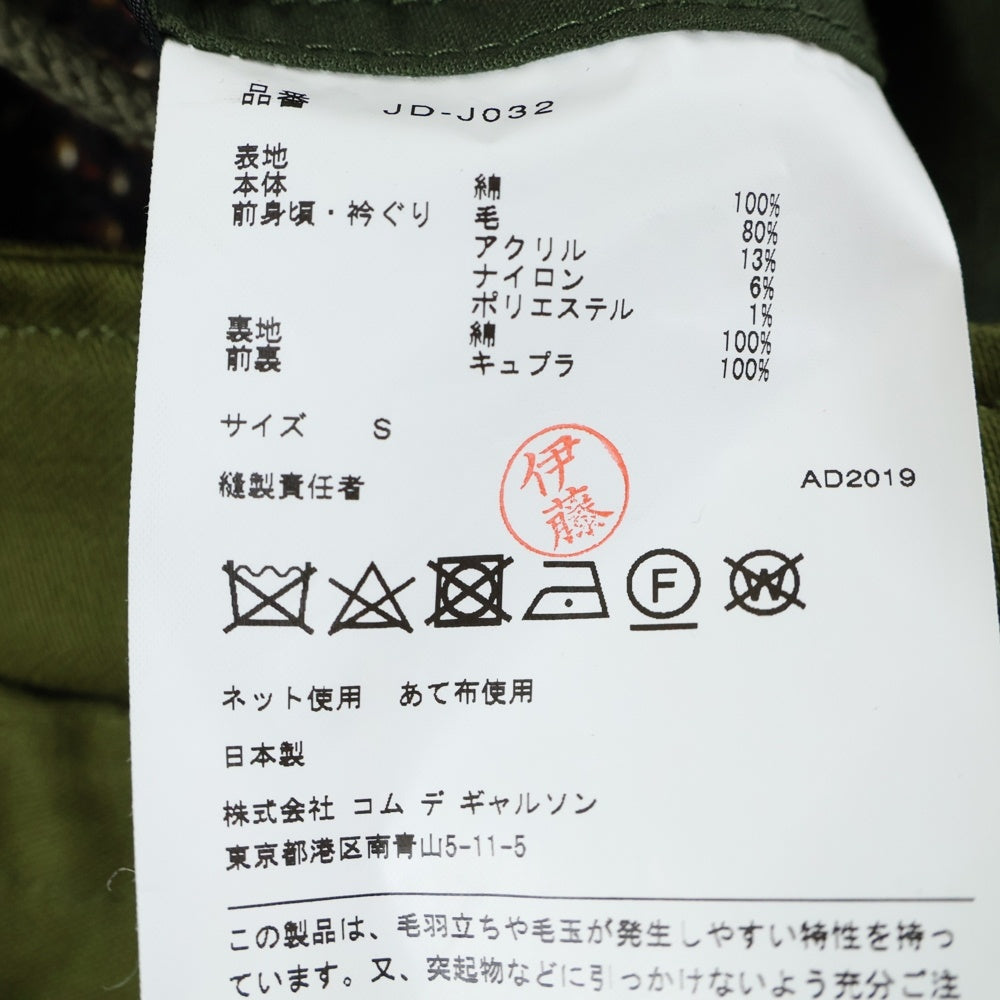 品番 JD-J032
表地
本体 綿 100%
前身頃・衿ぐり 毛 80%
アクリル 13%
ナイロン 6%
ポリエステル 1%
裏地 綿 100%
前裏 キュプラ 100%
サイズ S
縫製責任者 伊藤 AD2019
F W
ネット使用 あて布使用
日本製
株式会社 コム デ ギャルソン
東京都港区南青山5-11-5
この製品は、毛羽立ちや毛玉が発生しやすい特性を持っ
ています。又、突起物などに引っかけないよう充分ご注